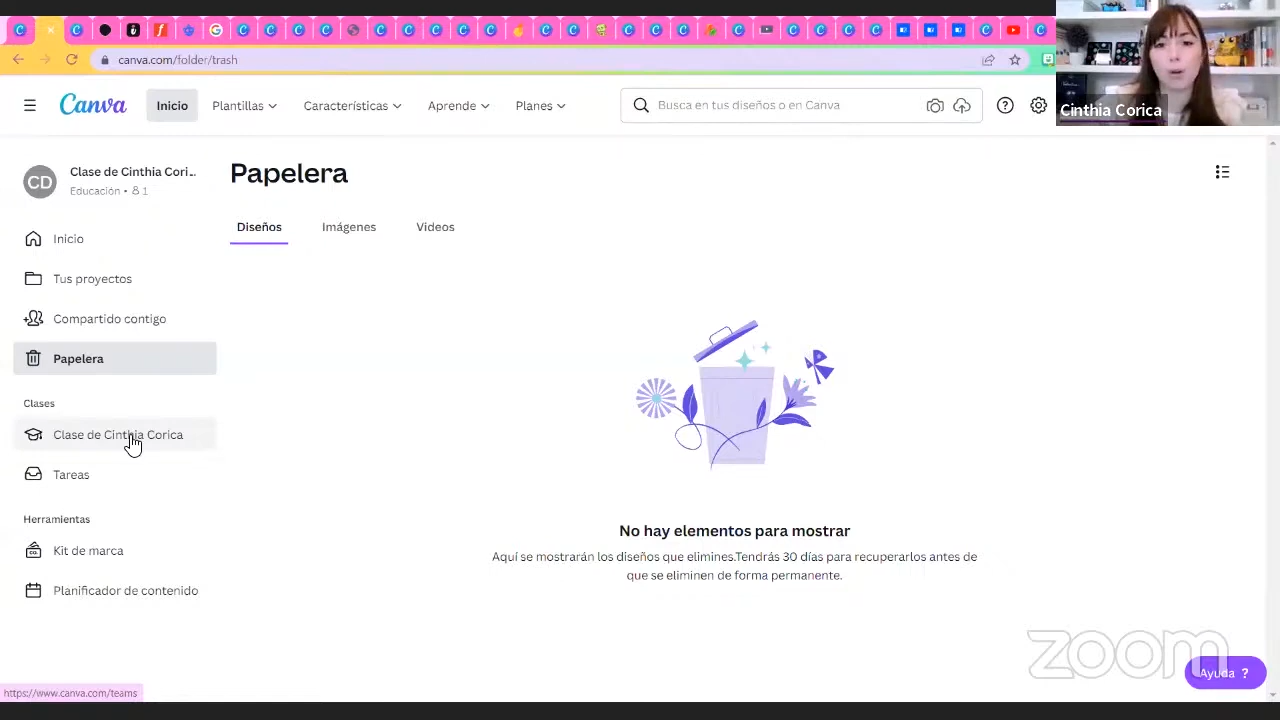 canva.com/folder/trash
Cinthia Corica
Canva
Inicio
Plantillas
Características
Aprende
Planes
Busca en tus diseños o en Canva
CD
Clase de Cinthia Cori...
Educación • 1
Inicio
Tus proyectos
Compartido contigo
Papelera
Clases
Clase de Cinthia Corica
Tareas
Herramientas
Kit de marca
Planificador de contenido
Papelera
Diseños
Imágenes
Videos
No hay elementos para mostrar
Aquí se mostrarán los diseños que elimines.Tendrás 30 días para recuperarlos antes de
que se eliminen de forma permanente.
zoom
Ayuda ?
https://www.canva.com/teams